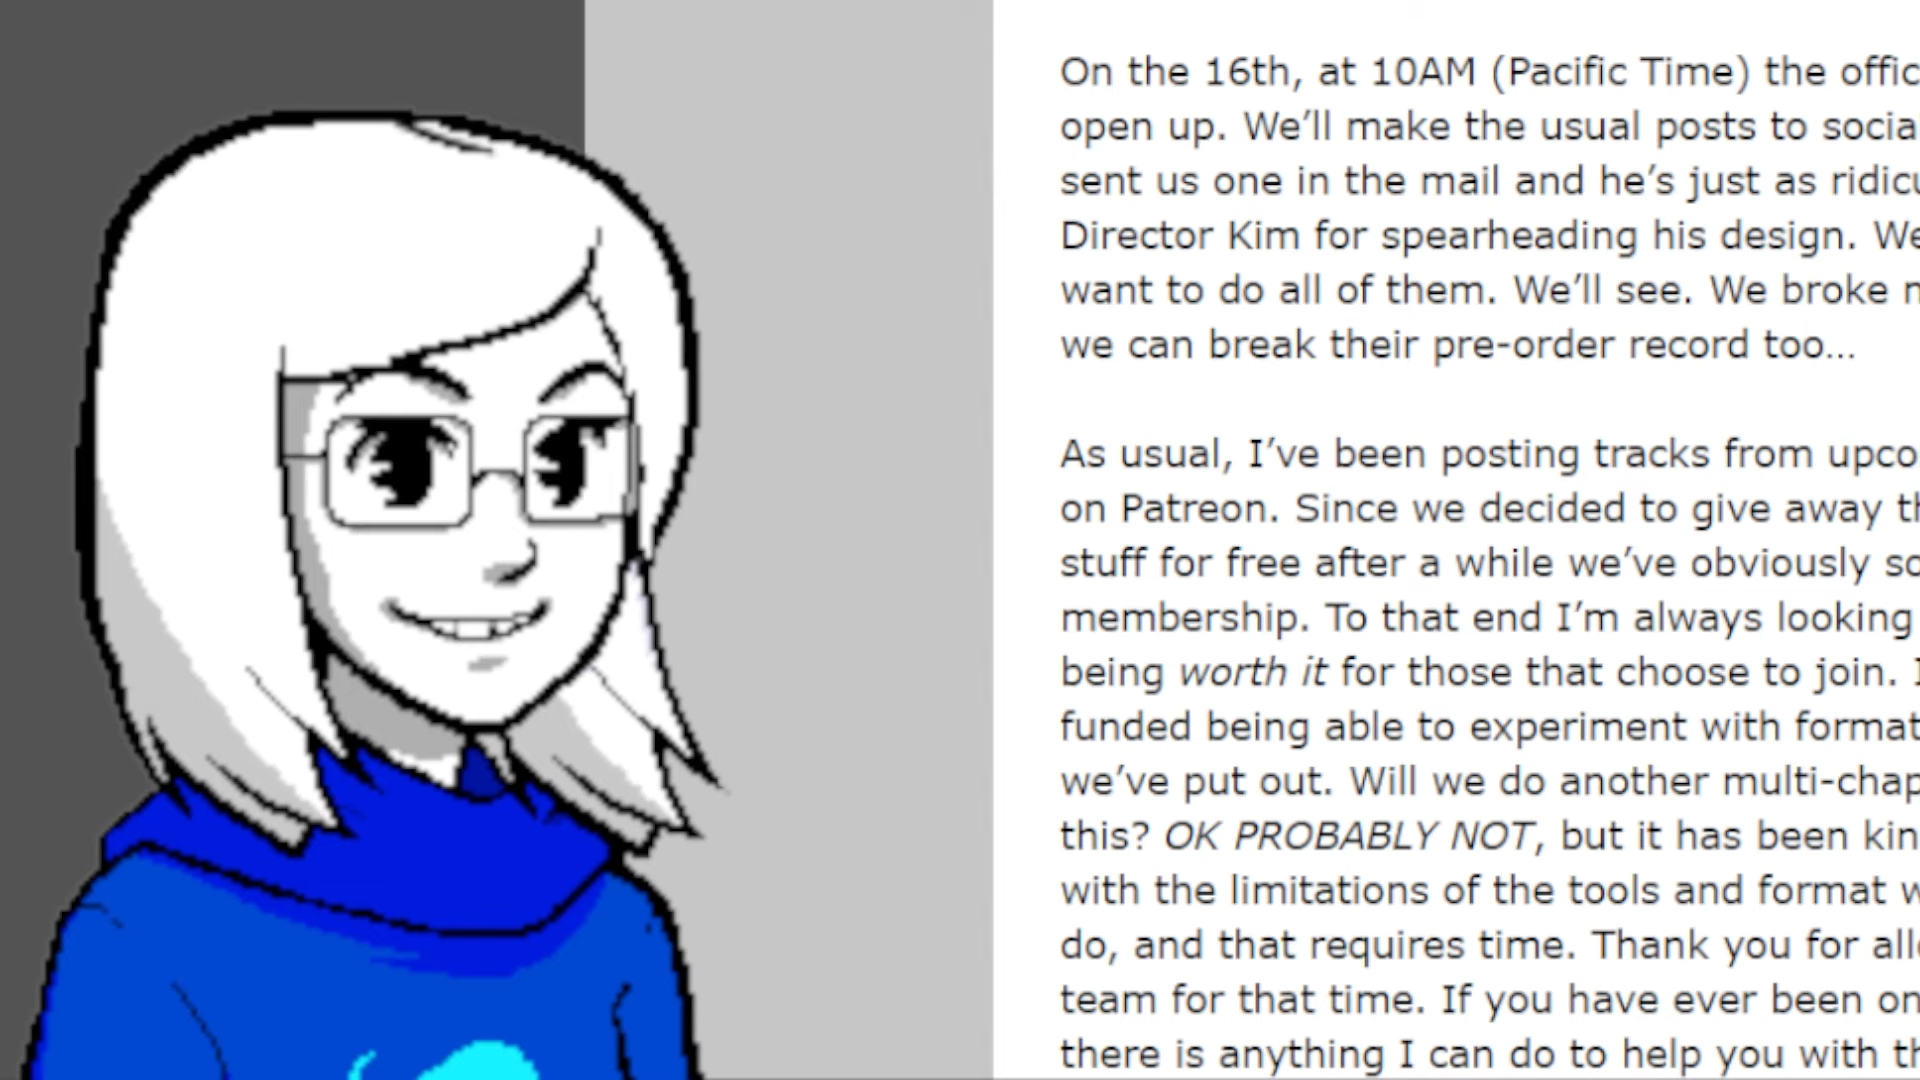 On the 16th, at 10AM (Pacific Time) the offic
open up. We’ll make the usual posts to socia
sent us one in the mail and he’s just as ridicu
Director Kim for spearheading his design. We
want to do all of them. We’ll see. We broke
we can break their pre-order record too...
As usual, I’ve been posting tracks from upco
on Patreon. Since we decided to give away th
stuff for free after a while we’ve obviously so
membership. To that end I’m always looking
being worth it for those that choose to join.
funded being able to experiment with format
we’ve put out. Will we do another multi-chap
this? OK PROBABLY NOT, but it has been kin
with the limitations of the tools and format w
do, and that requires time. Thank you for all
team for that time. If you have ever been on
there is anything I can do to help you with th